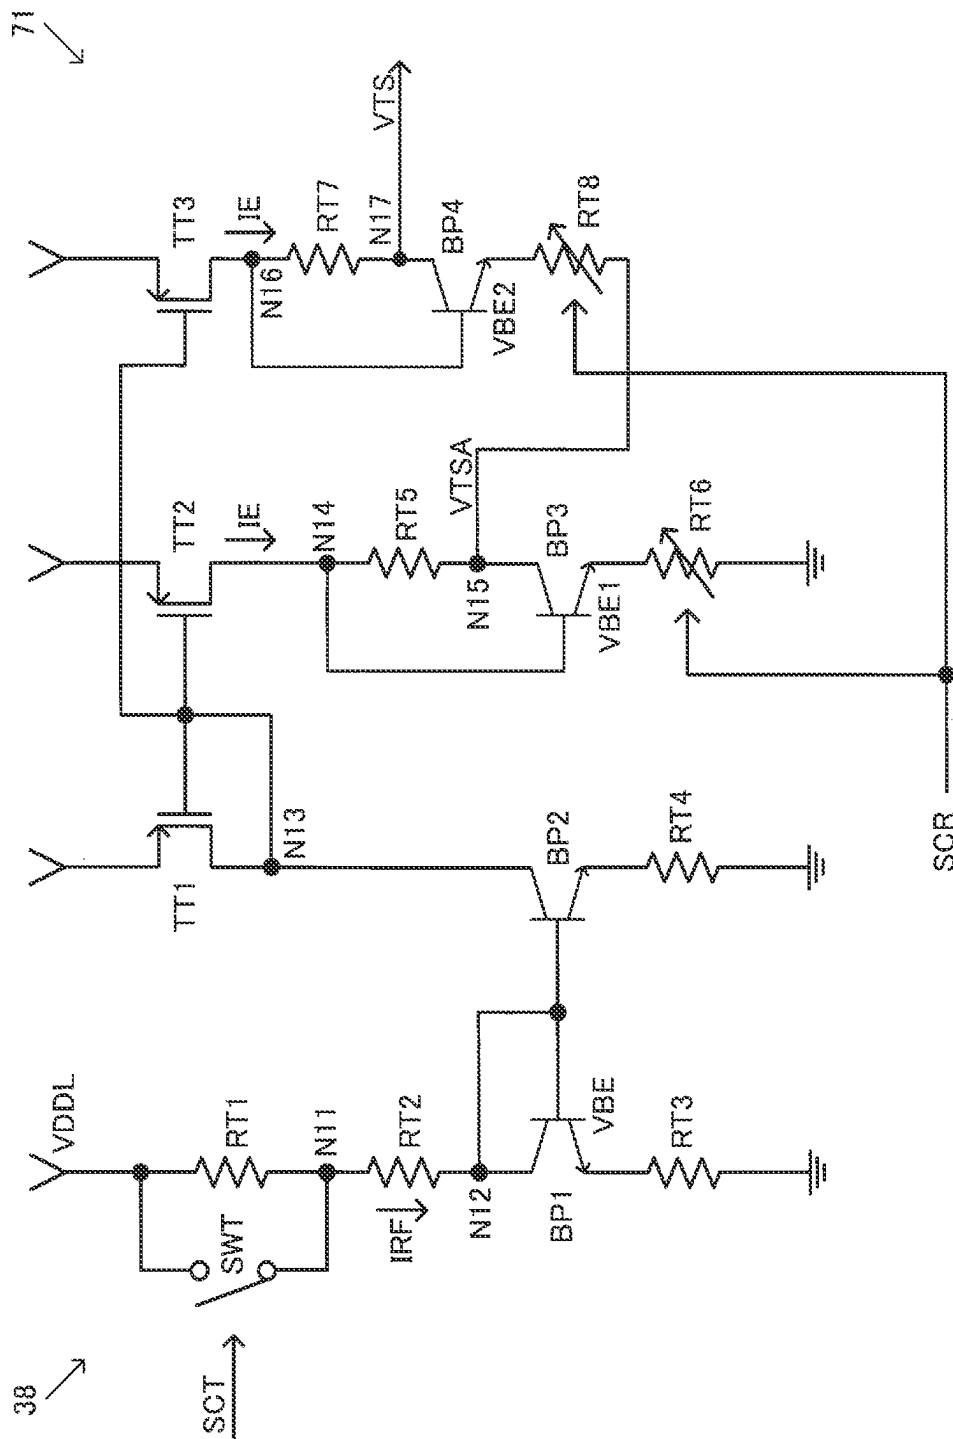 38
71
SCT
VDDL
SWT
RT1
N11
IRF
RT2
N12
BP1
VBE
RT3
TT1
N13
BP2
RT4
TT2
IE
N14
RT5
N15
VTSA
BP3
VBE1
RT6
TT3
IE
N16
RT7
N17
VTS
BP4
VBE2
RT8
SCR